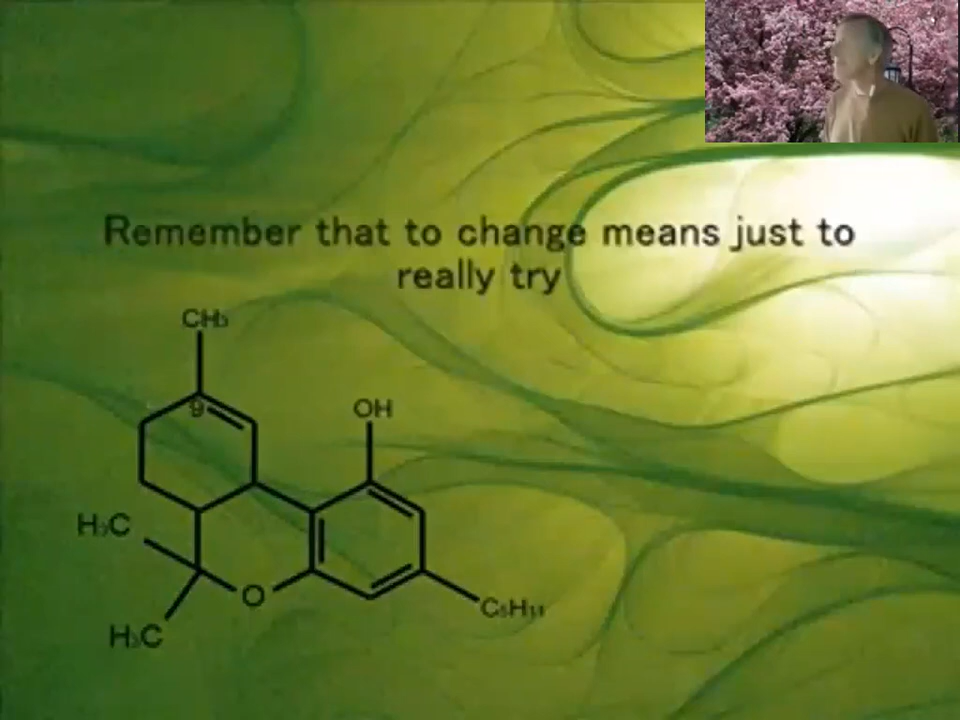 Remember that to change means just to
really try
CH₃
9
OH
H₃C
O
C₅H₁₁
H₃C